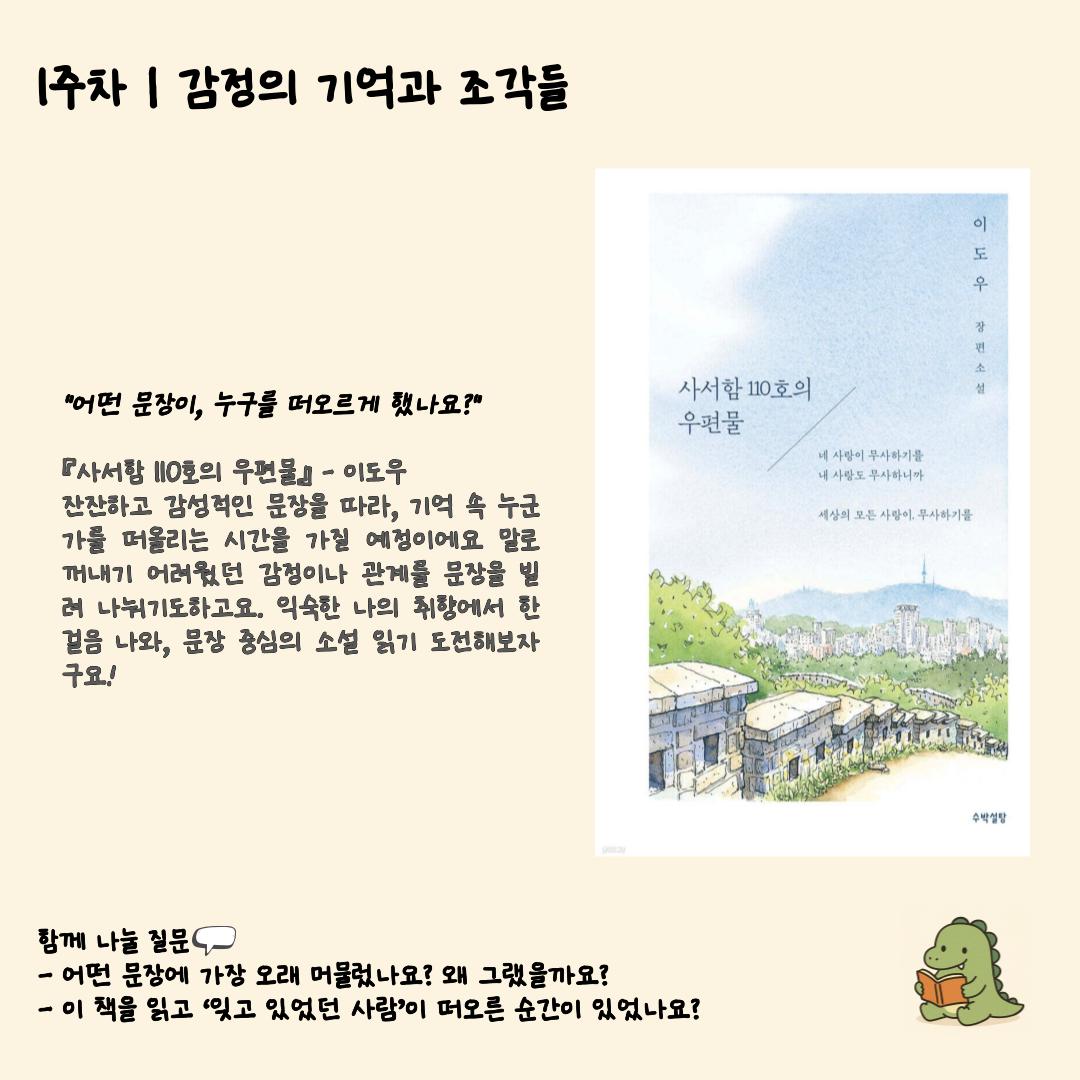 1주차 | 감정의 기억과 조각들
"어떤 문장이, 누구를 떠오르게 했나요?"
『사서함 110호의 우편물』 - 이도우
잔잔하고 감성적인 문장을 따라, 기억 속 누군
가를 떠올리는 시간을 가질 예정이에요 말로
꺼내기 어려웠던 감정이나 관계를 문장을 빌
려 나눠기도하고요. 익숙한 나의 취향에서 한
걸음 나와, 문장 중심의 소설 읽기 도전해보자
구요!
이도우
장편소설
사서함 110호의
우편물
네 사랑이 무사하기를
내 사랑도 무사하니까
세상의 모든 사랑이, 무사하기를
수박설탕
함께 나눌 질문
- 어떤 문장에 가장 오래 머물렀나요? 왜 그랬을까요?
- 이 책을 읽고 ‘잊고 있었던 사람’이 떠오른 순간이 있었나요?